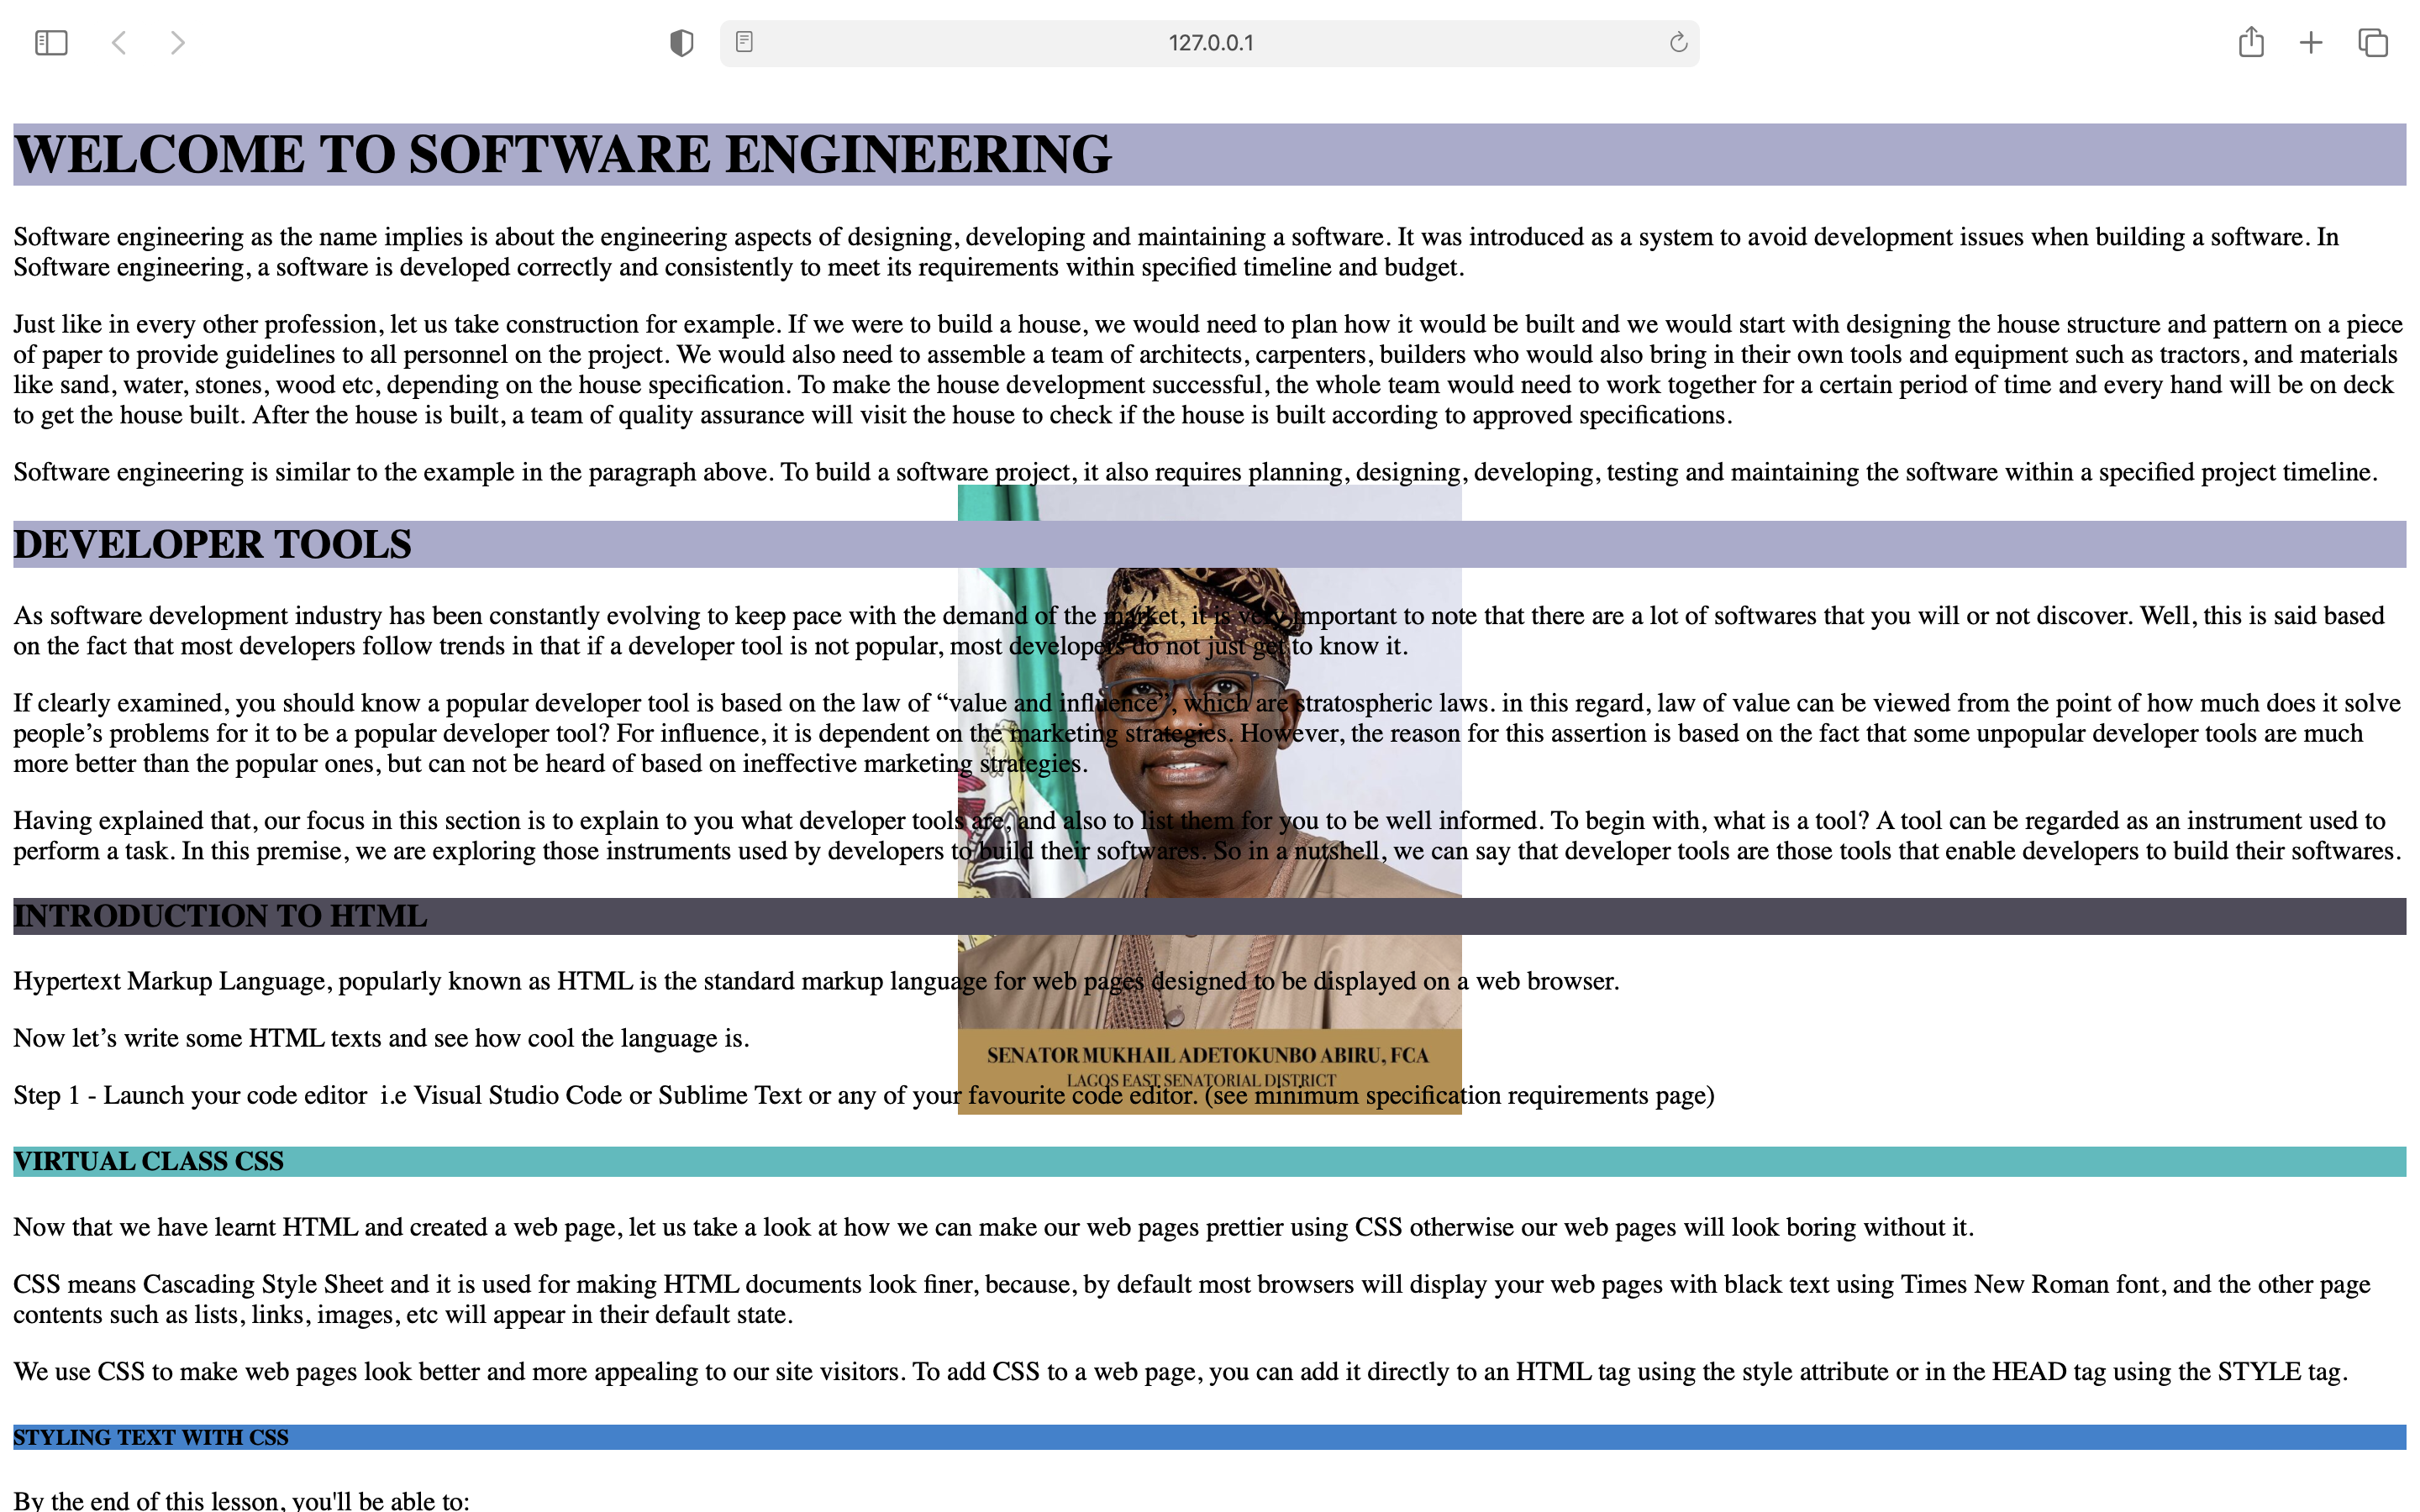 127.0.0.1
WELCOME TO SOFTWARE ENGINEERING
Software engineering as the name implies is about the engineering aspects of designing, developing and maintaining a software. It was introduced as a system to avoid development issues when building a software. In
Software engineering, a software is developed correctly and consistently to meet its requirements within specified timeline and budget.
Just like in every other profession, let us take construction for example. If we were to build a house, we would need to plan how it would be built and we would start with designing the house structure and pattern on a piece
of paper to provide guidelines to all personnel on the project. We would also need to assemble a team of architects, carpenters, builders who would also bring in their own tools and equipment such as tractors, and materials
like sand, water, stones, wood etc, depending on the house specification. To make the house development successful, the whole team would need to work together for a certain period of time and every hand will be on deck
to get the house built. After the house is built, a team of quality assurance will visit the house to check if the house is built according to approved specifications.
Software engineering is similar to the example in the paragraph above. To build a software project, it also requires planning, designing, developing, testing and maintaining the software within a specified project timeline.
DEVELOPER TOOLS
As software development industry has been constantly evolving to keep pace with the demand of the market, it is very important to note that there are a lot of softwares that you will or not discover. Well, this is said based
on the fact that most developers follow trends in that if a developer tool is not popular, most developers do not just get to know it.
If clearly examined, you should know a popular developer tool is based on the law of “value and influence”, which are stratospheric laws. in this regard, law of value can be viewed from the point of how much does it solve
people’s problems for it to be a popular developer tool? For influence, it is dependent on the marketing strategies. However, the reason for this assertion is based on the fact that some unpopular developer tools are much
more better than the popular ones, but can not be heard of based on ineffective marketing strategies.
Having explained that, our focus in this section is to explain to you what developer tools are, and also to list them for you to be well informed. To begin with, what is a tool? A tool can be regarded as an instrument used to
perform a task. In this premise, we are exploring those instruments used by developers to build their softwares. So in a nutshell, we can say that developer tools are those tools that enable developers to build their softwares.
INTRODUCTION TO HTML
Hypertext Markup Language, popularly known as HTML is the standard markup language for web pages designed to be displayed on a web browser.
Now let’s write some HTML texts and see how cool the language is.
SENATOR MUKHAIL ADETOKUNBO ABIRU, FCA
LAGOS EAST SENATORIAL DISTRICT
Step 1 - Launch your code editor  i.e Visual Studio Code or Sublime Text or any of your favourite code editor. (see minimum specification requirements page)
VIRTUAL CLASS CSS
Now that we have learnt HTML and created a web page, let us take a look at how we can make our web pages prettier using CSS otherwise our web pages will look boring without it.
CSS means Cascading Style Sheet and it is used for making HTML documents look finer, because, by default most browsers will display your web pages with black text using Times New Roman font, and the other page
contents such as lists, links, images, etc will appear in their default state.
We use CSS to make web pages look better and more appealing to our site visitors. To add CSS to a web page, you can add it directly to an HTML tag using the style attribute or in the HEAD tag using the STYLE tag.
STYLING TEXT WITH CSS
By the end of this lesson, you'll be able to: